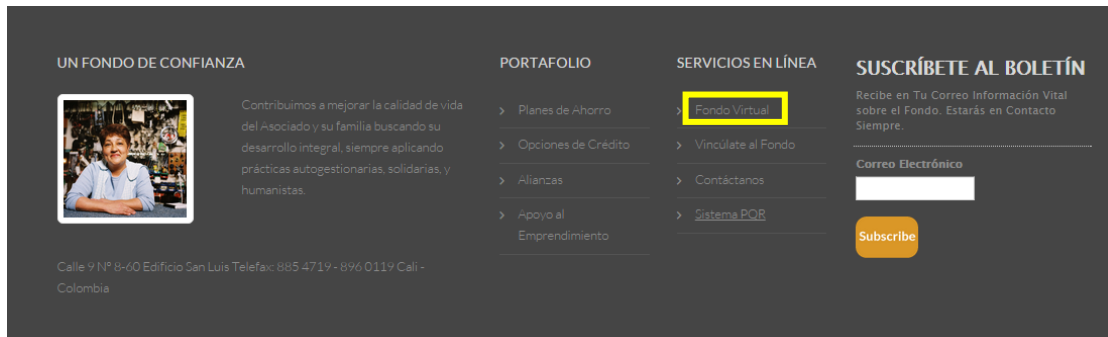 UN FONDO DE CONFIANZA
Contribuimos a mejorar la calidad de vida
del Asociado y su familia buscando su
desarrollo integral, siempre aplicando
prácticas autogestionarias, solidarias, y
humanistas.
Calle 9 Nº 8-60 Edificio San Luis Telefax: 885 4719 - 896 0119 Cali -
Colombia
PORTAFOLIO
> Planes de Ahorro
> Opciones de Crédito
> Alianzas
> Apoyo al
Emprendimiento
SERVICIOS EN LÍNEA
> Fondo Virtual
> Vincúlate al Fondo
> Contáctanos
> Sistema PQR
SUSCRÍBETE AL BOLETÍN
Recibe en Tu Correo Información Vital
sobre el Fondo. Estarás en Contacto
Siempre.
Correo Electrónico
Subscribe